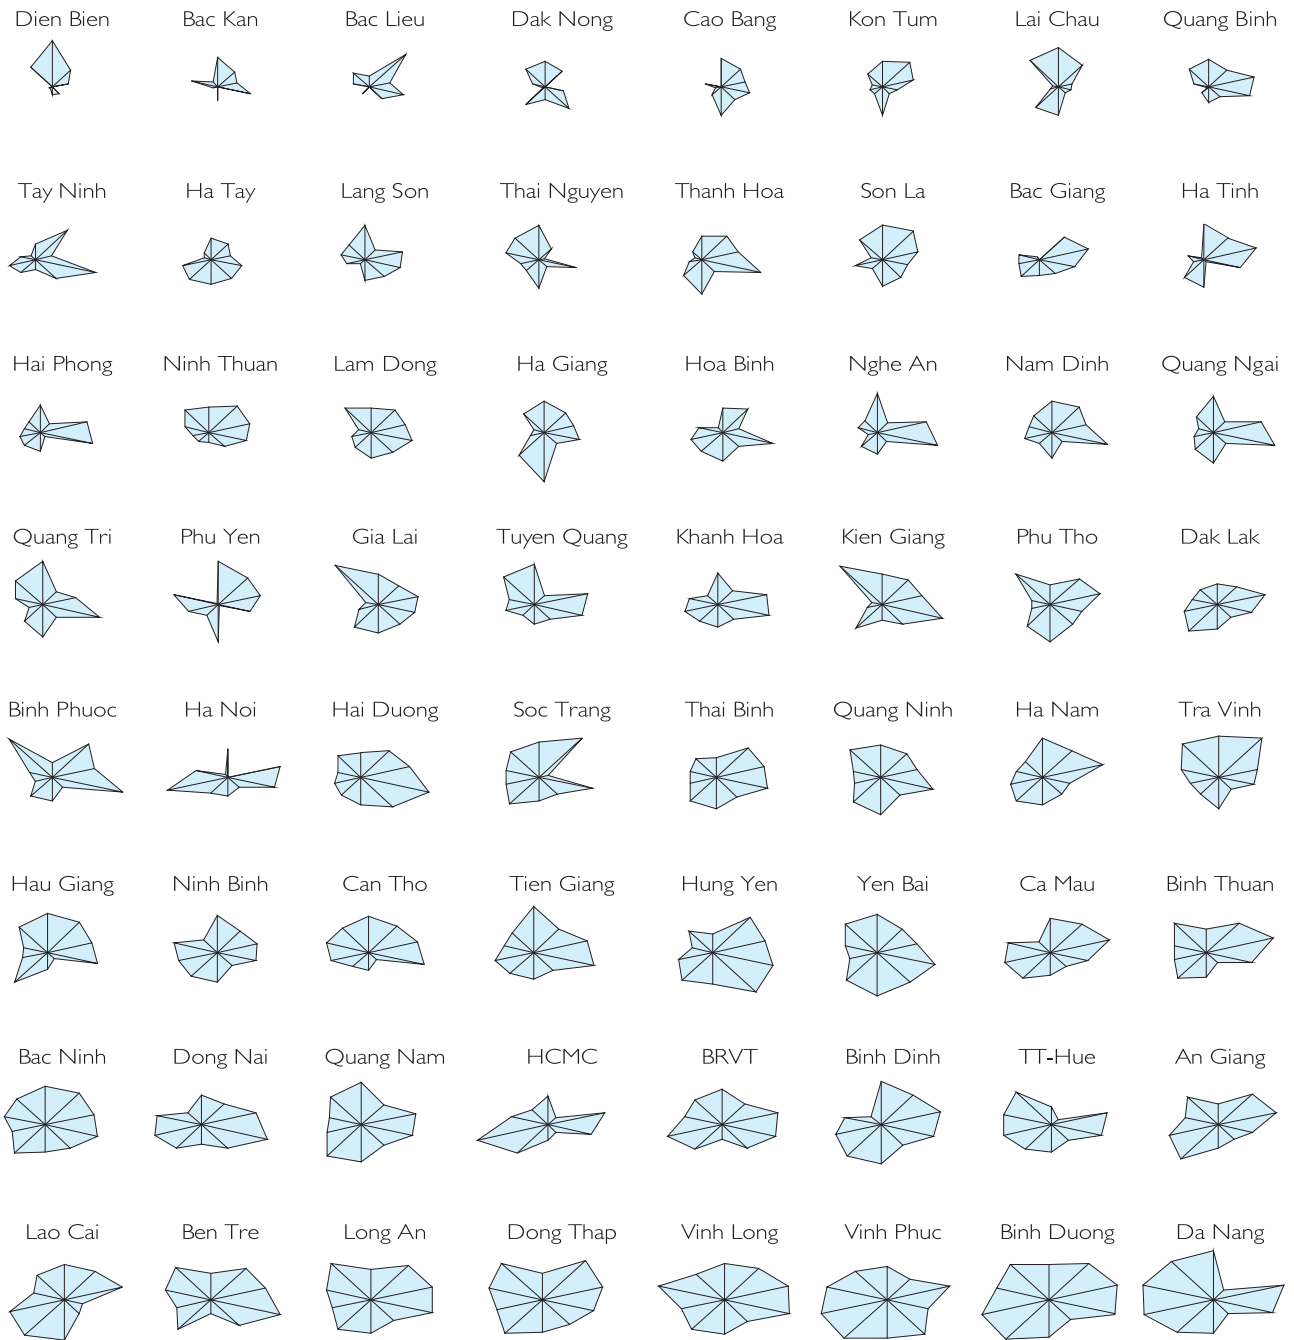 Dien Bien Bac Kan Bac Lieu Dak Nong Cao Bang Kon Tum Lai Chau Quang Binh
Tay Ninh Ha Tay Lang Son Thai Nguyen Thanh Hoa Son La Bac Giang Ha Tinh
Hai Phong Ninh Thuan Lam Dong Ha Giang Hoa Binh Nghe An Nam Dinh Quang Ngai
Quang Tri Phu Yen Gia Lai Tuyen Quang Khanh Hoa Kien Giang Phu Tho Dak Lak
Binh Phuoc Ha Noi Hai Duong Soc Trang Thai Binh Quang Ninh Ha Nam Tra Vinh
Hau Giang Ninh Binh Can Tho Tien Giang Hung Yen Yen Bai Ca Mau Binh Thuan
Bac Ninh Dong Nai Quang Nam HCMC BRVT Binh Dinh TT-Hue An Giang
Lao Cai Ben Tre Long An Dong Thap Vinh Long Vinh Phuc Binh Duong Da Nang